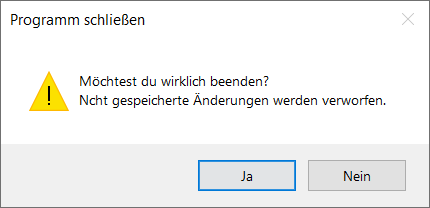 Programm schließen
Möchtest du wirklich beenden?
Ncht gespeicherte Änderungen werden verworfen.
Ja
Nein